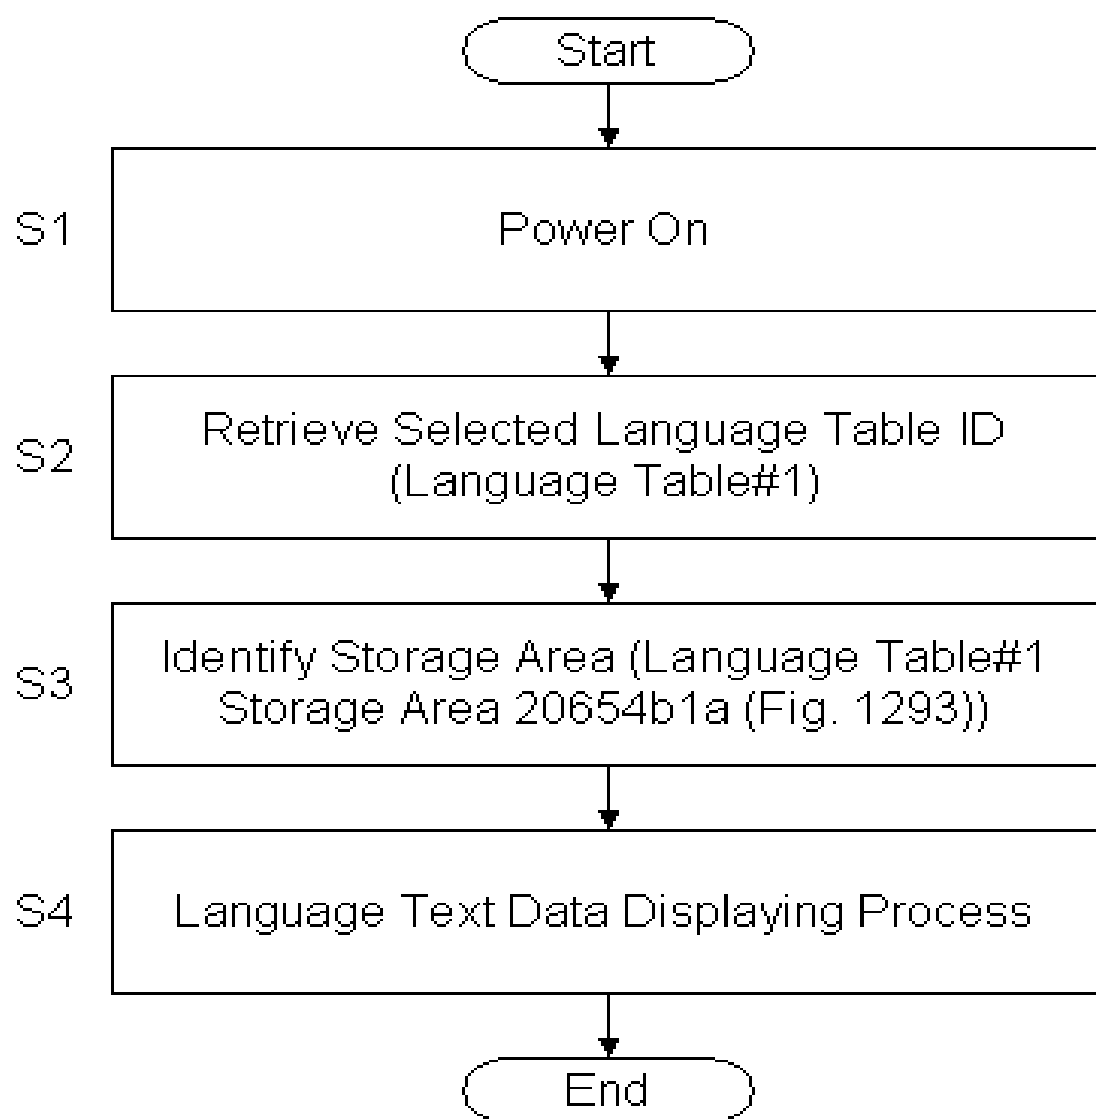 Start
S1
Power On
S2
Retrieve Selected Language Table ID
(Language Table#1)
S3
Identify Storage Area (Language Table#1
Storage Area 20654b1a (Fig. 1293))
S4
Language Text Data Displaying Process
End